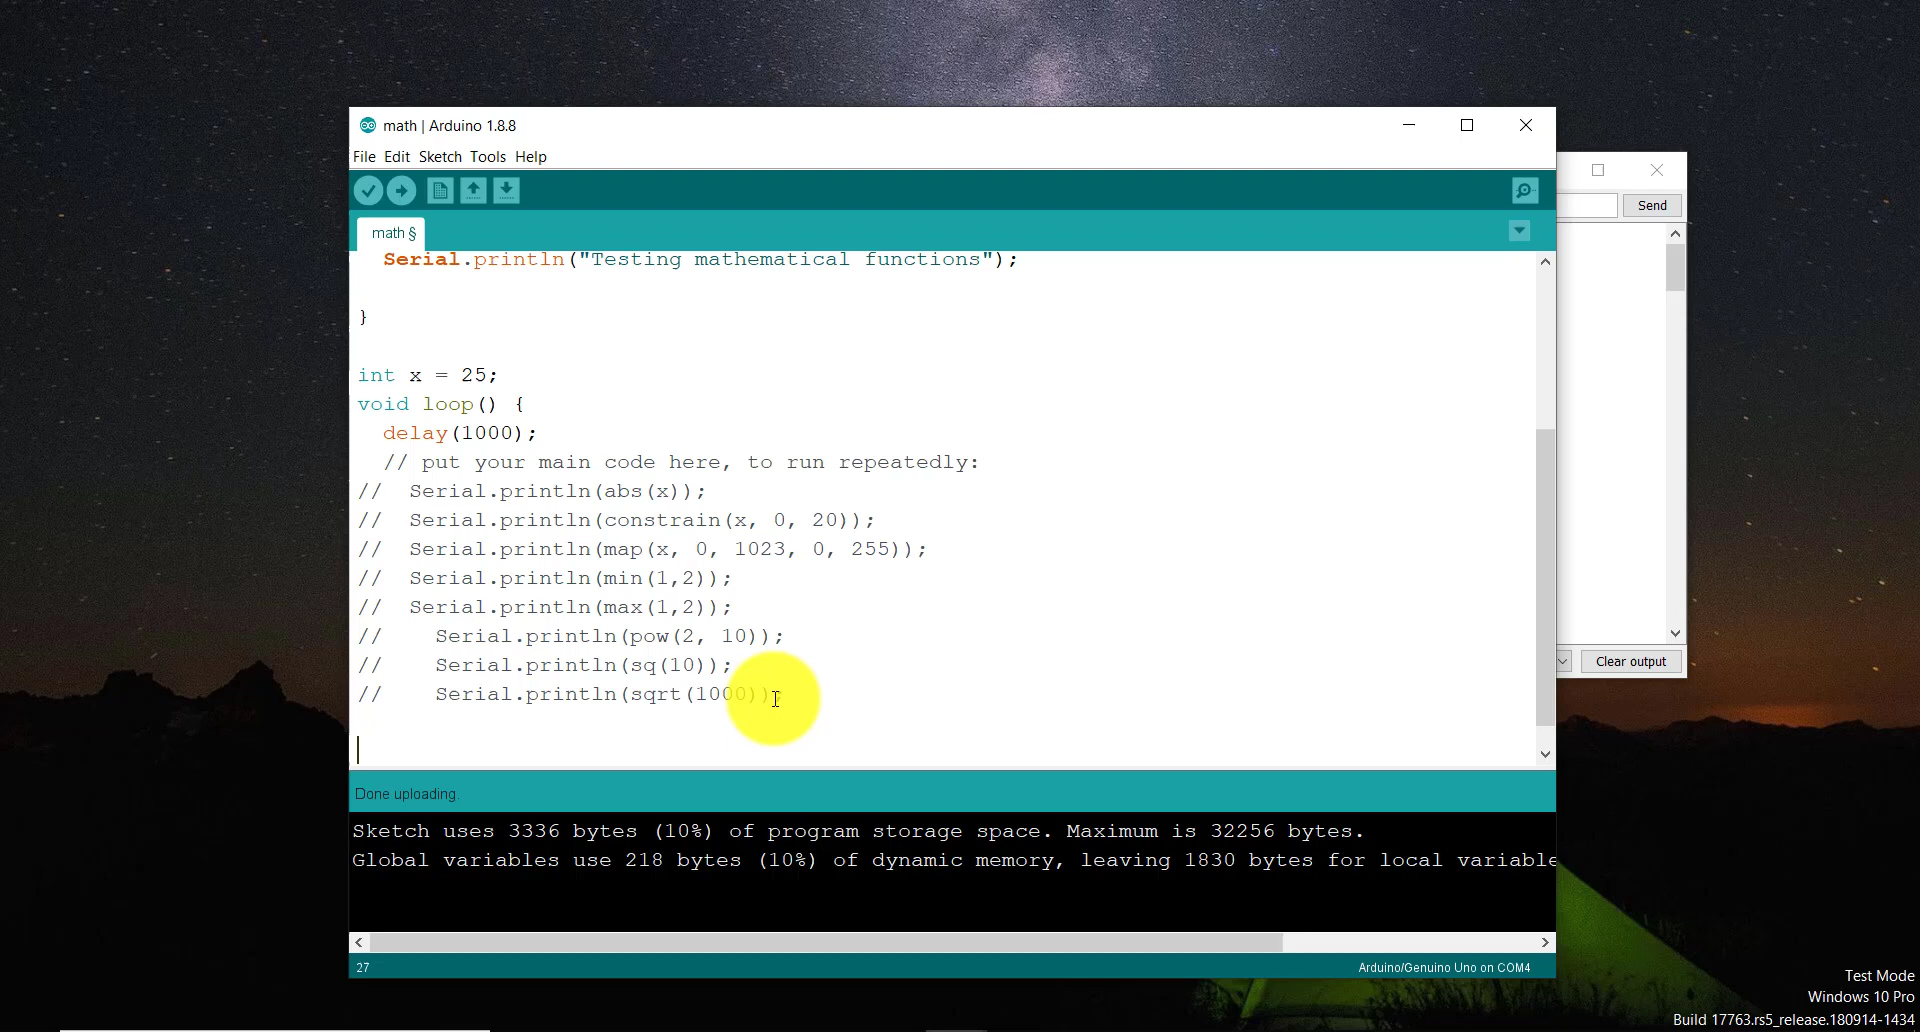 math | Arduino 1.8.8
File Edit Sketch Tools Help
Send
math §
Serial.println("Testing mathematical functions");
}
int x = 25;
void loop() {
delay(1000);
// put your main code here, to run repeatedly:
// Serial.println(abs(x));
// Serial.println(constrain(x, 0, 20));
// Serial.println(map(x, 0, 1023, 0, 255));
// Serial.println(min(1,2));
// Serial.println(max(1,2));
// Serial.println(pow(2, 10));
// Serial.println(sq(10));
// Serial.println(sqrt(1000));
Clear output
Done uploading.
Sketch uses 3336 bytes (10%) of program storage space. Maximum is 32256 bytes.
Global variables use 218 bytes (10%) of dynamic memory, leaving 1830 bytes for local variable
27
Arduino/Genuino Uno on COM4
Test Mode
Windows 10 Pro
Build 17763.rs5_release.180914-1434